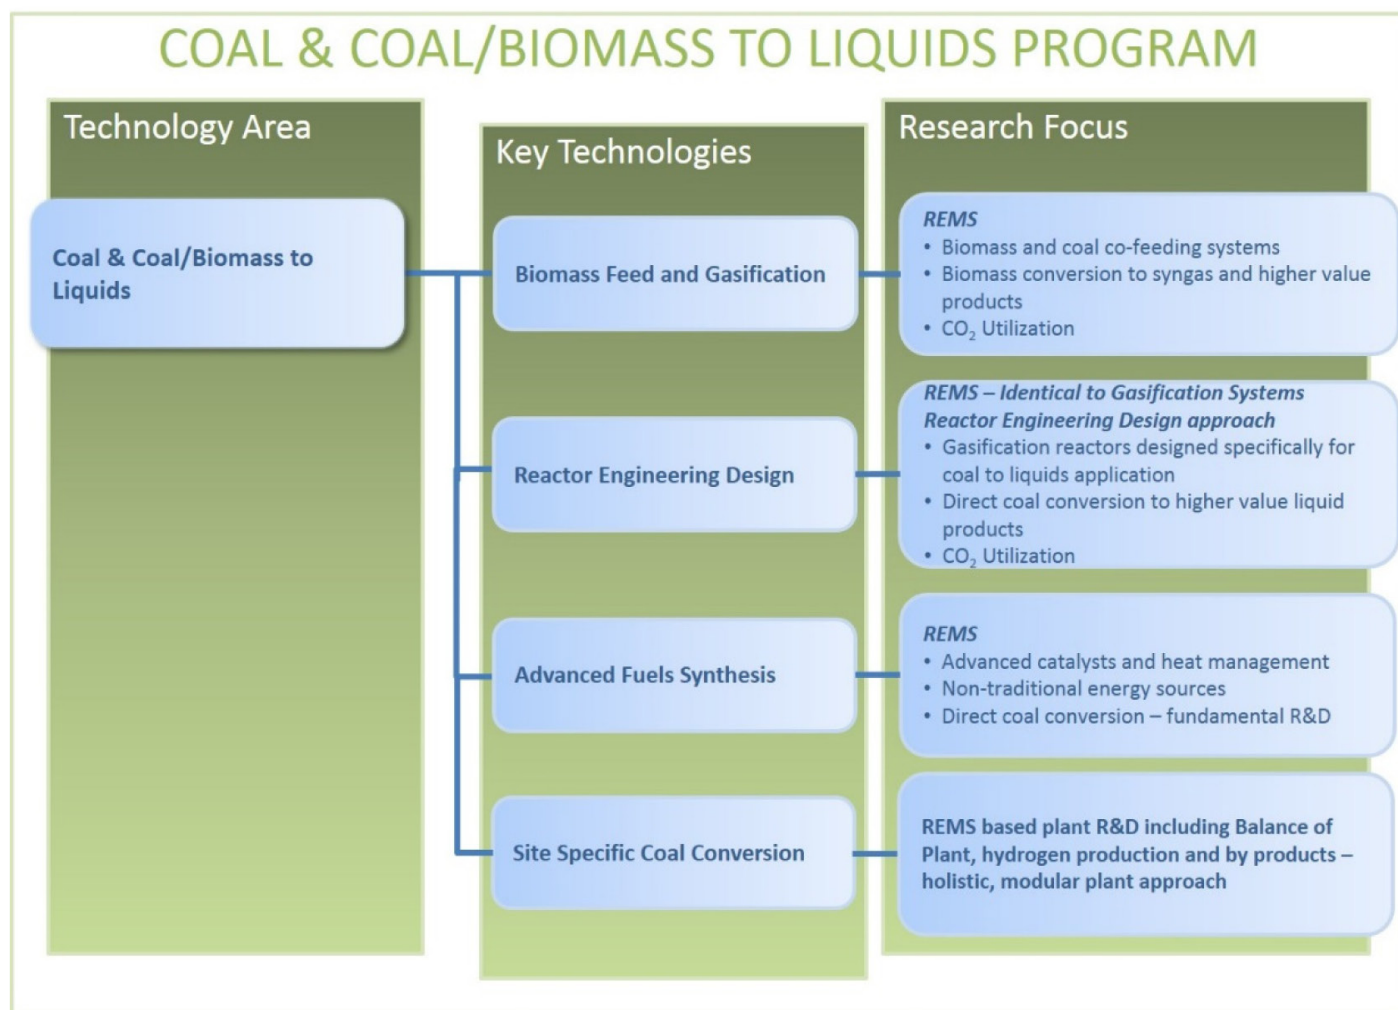 COAL & COAL/BIOMASS TO LIQUIDS PROGRAM
Technology Area
Coal & Coal/Biomass to
Liquids
Key Technologies
Biomass Feed and Gasification
Reactor Engineering Design
Advanced Fuels Synthesis
Site Specific Coal Conversion
Research Focus
REMS
• Biomass and coal co-feeding systems
• Biomass conversion to syngas and higher value
products
• CO₂ Utilization
REMS – Identical to Gasification Systems
Reactor Engineering Design approach
• Gasification reactors designed specifically for
coal to liquids application
• Direct coal conversion to higher value liquid
products
• CO₂ Utilization
REMS
• Advanced catalysts and heat management
• Non-traditional energy sources
• Direct coal conversion – fundamental R&D
REMS based plant R&D including Balance of
Plant, hydrogen production and by products –
holistic, modular plant approach